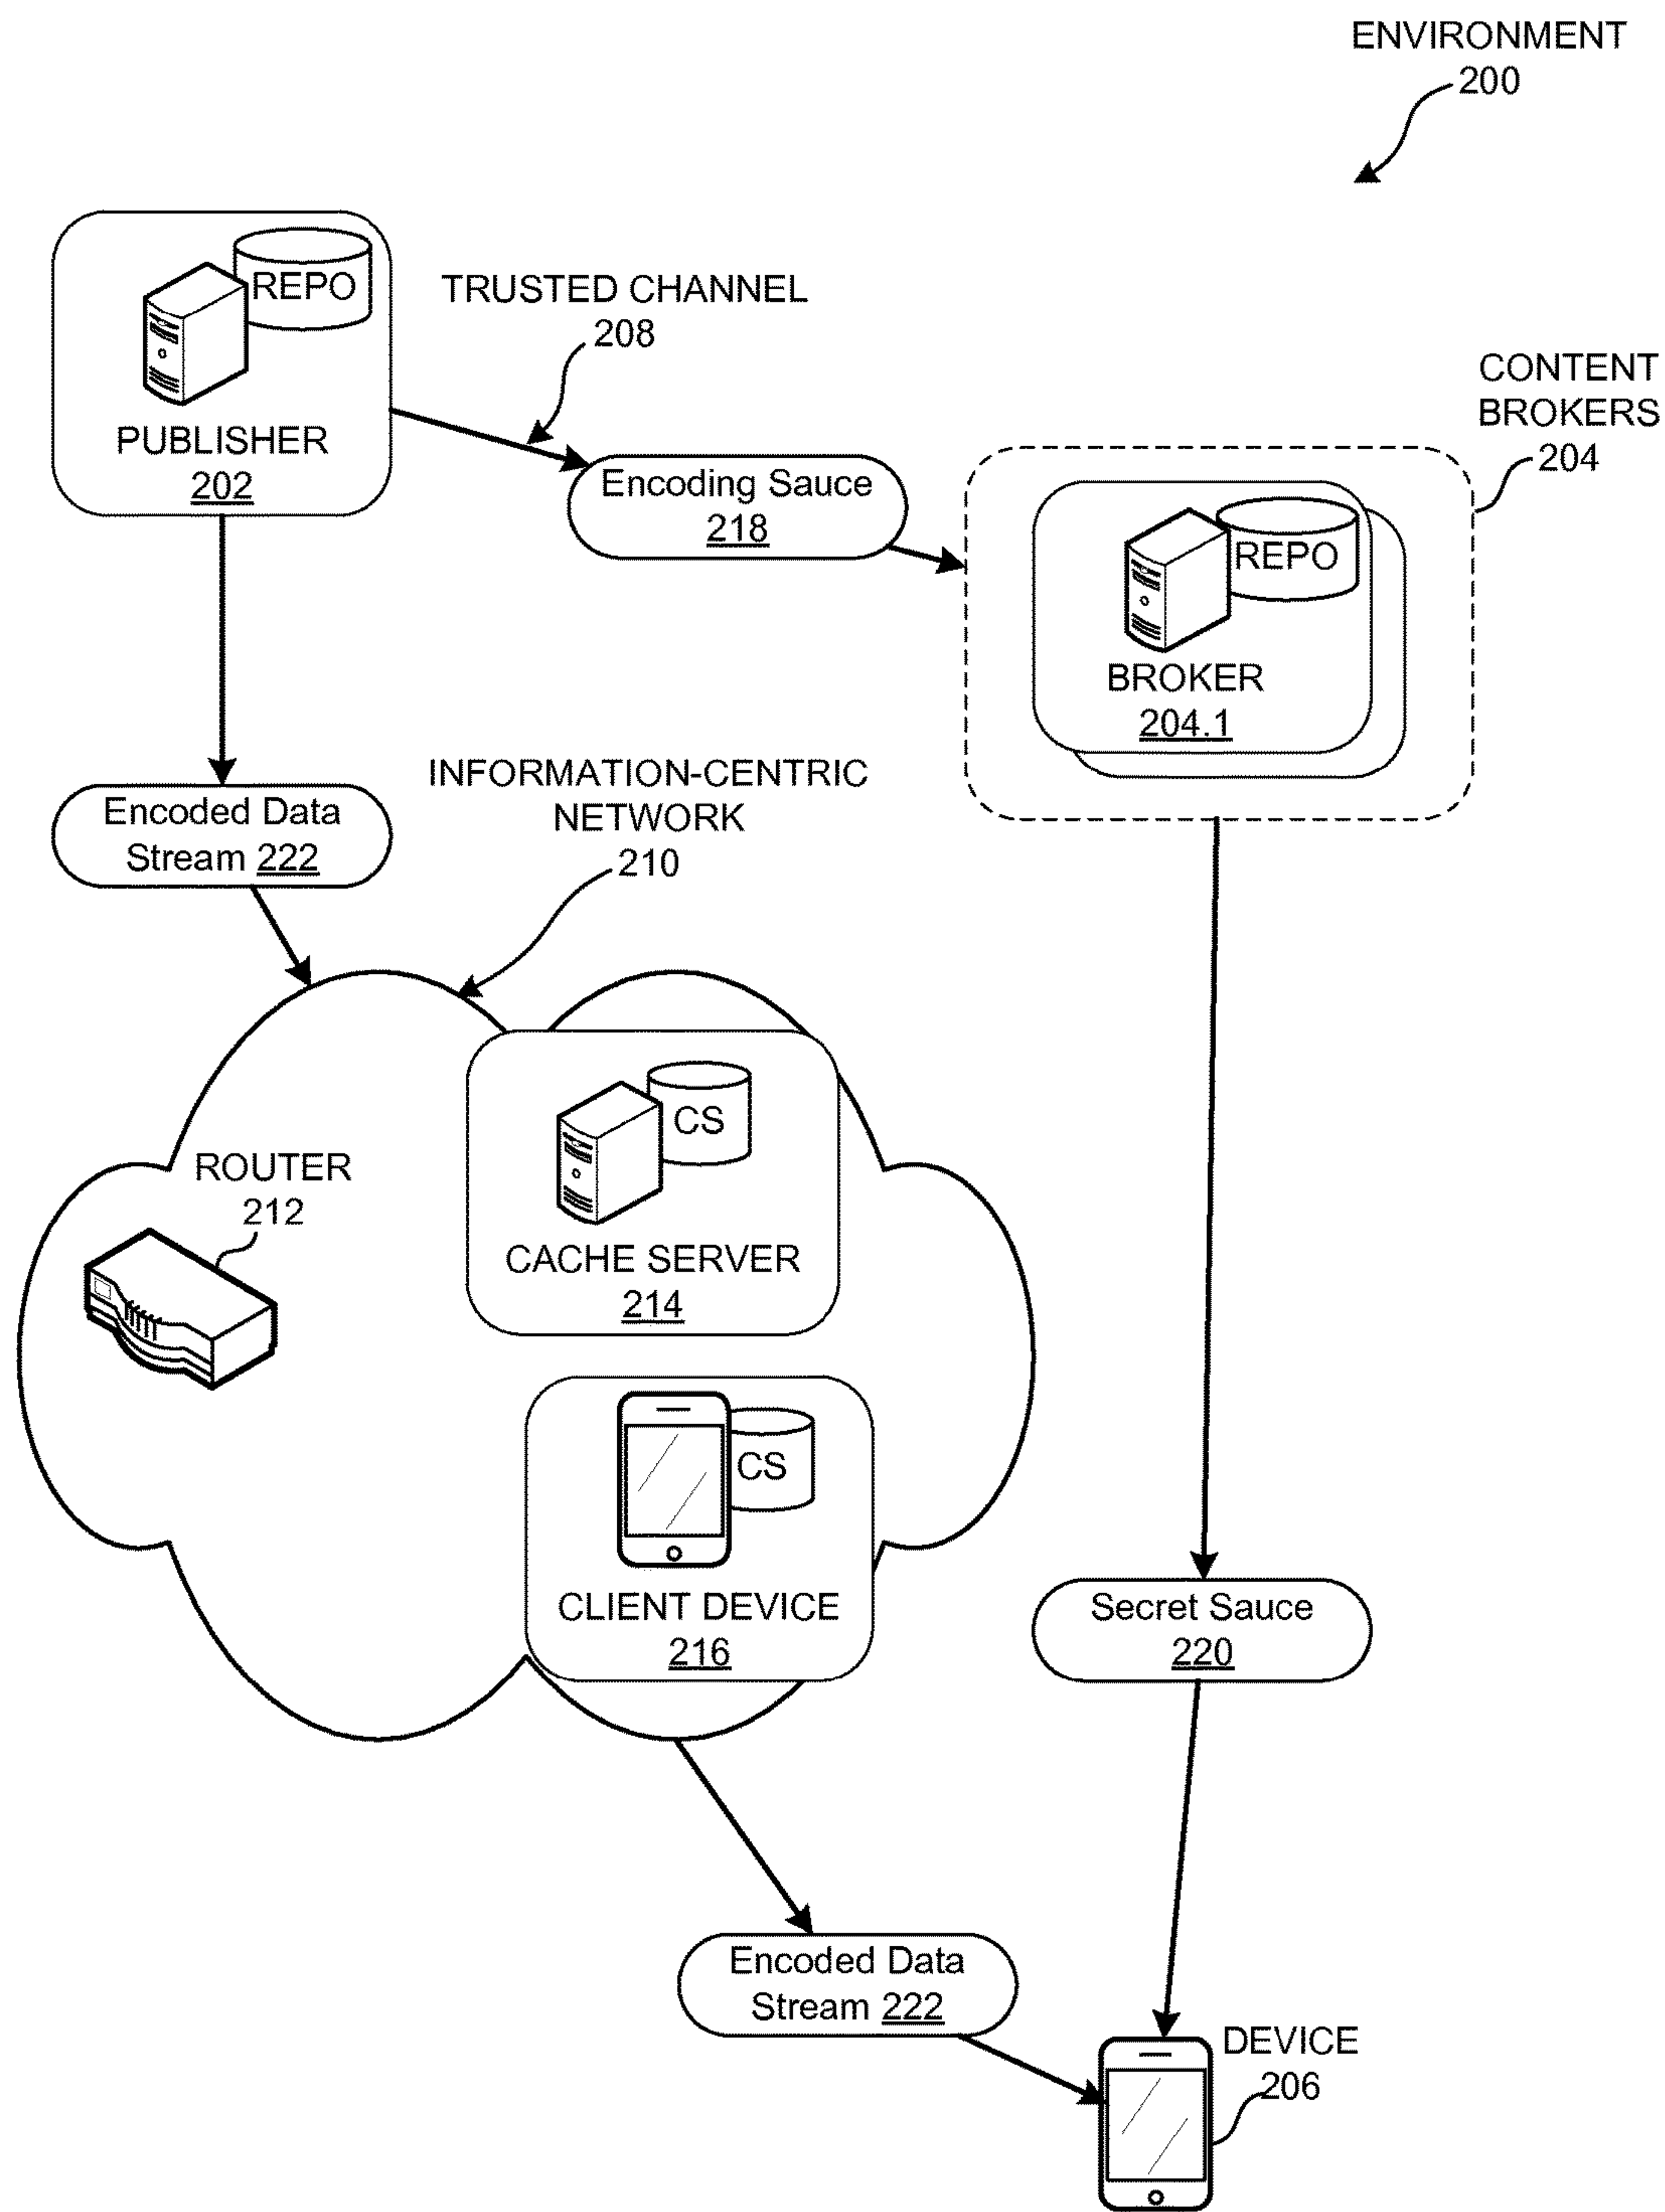 ENVIRONMENT
200
REPO
PUBLISHER
202
TRUSTED CHANNEL
208
Encoding Sauce
218
CONTENT
BROKERS
204
REPO
BROKER
204.1
Encoded Data
Stream 222
INFORMATION-CENTRIC
NETWORK
210
CS
CACHE SERVER
214
ROUTER
212
CS
CLIENT DEVICE
216
Secret Sauce
220
Encoded Data
Stream 222
DEVICE
206